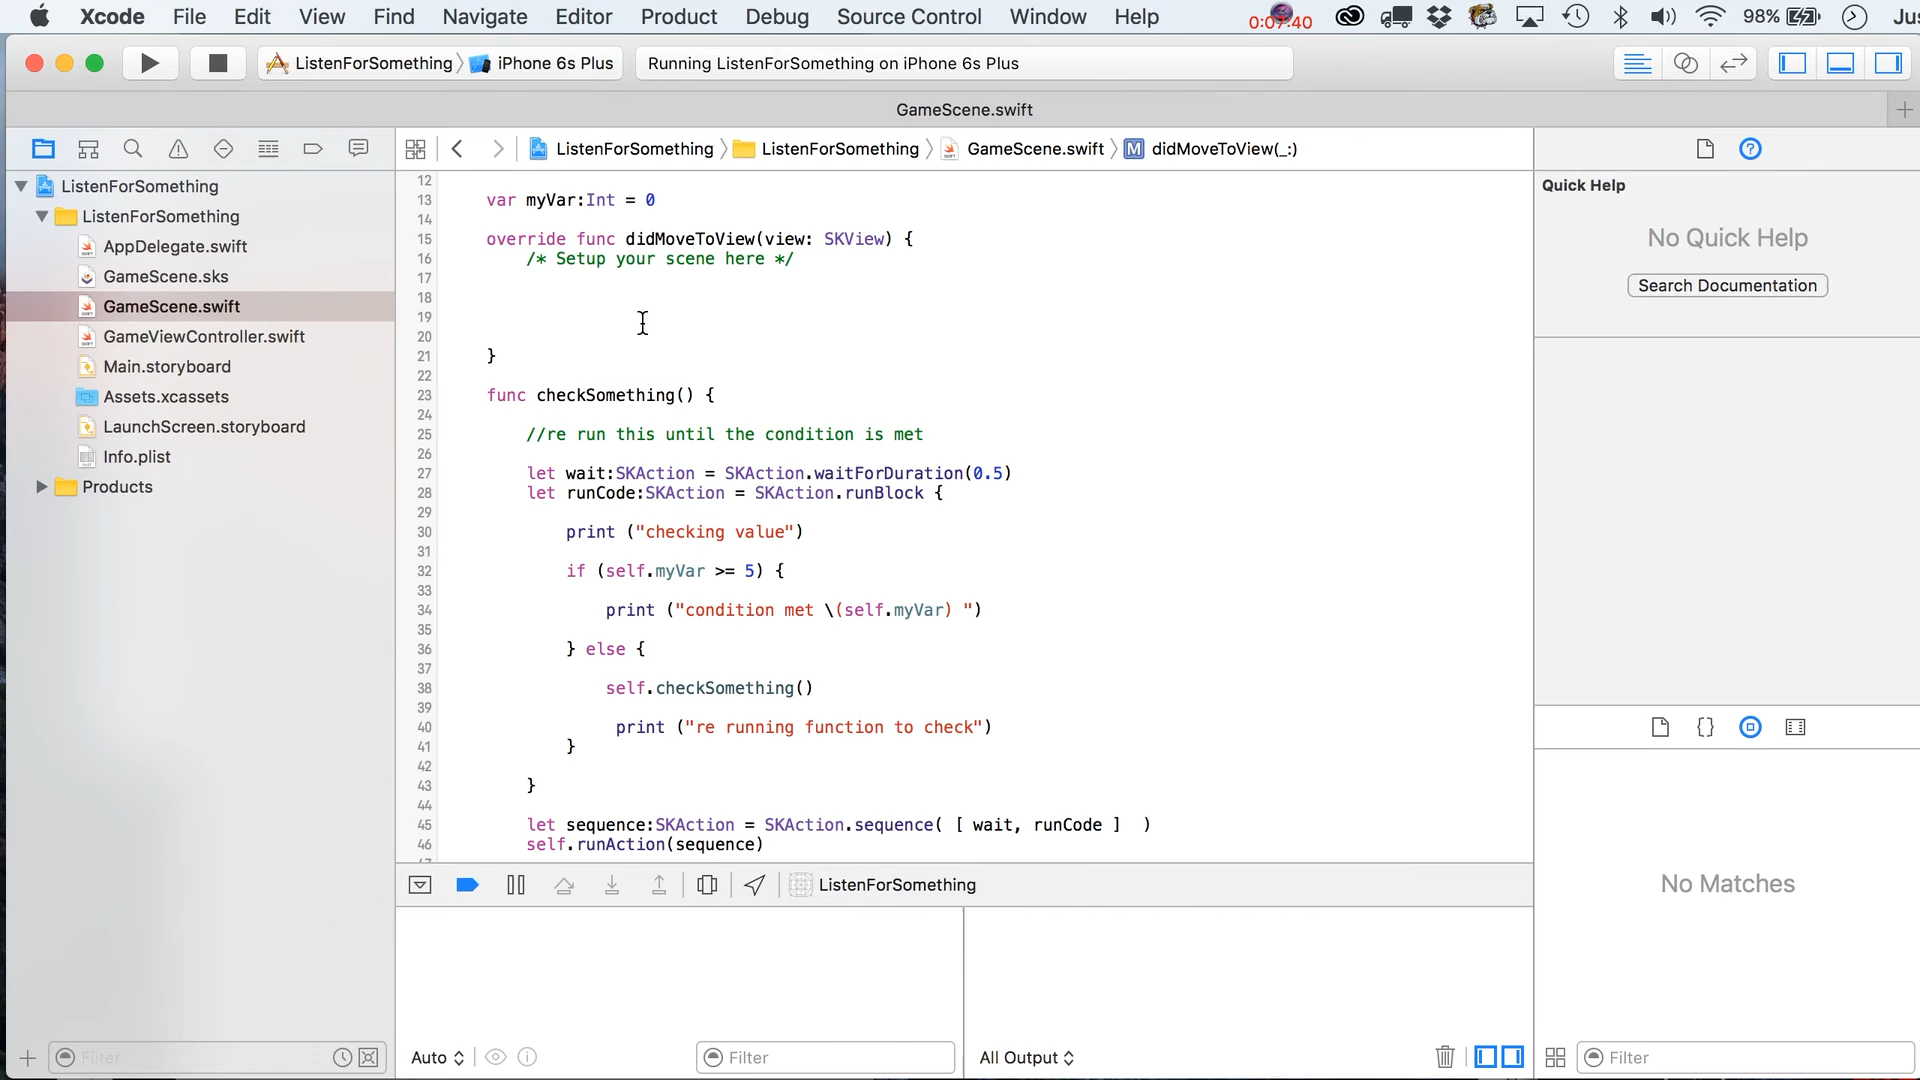 Xcode File Edit View Find Navigate Editor Product Debug Source Control Window Help 0:07:40 98% Jus
ListenForSomething iPhone 6s Plus Running ListenForSomething on iPhone 6s Plus
GameScene.swift
ListenForSomething ListenForSomething GameScene.swift M didMoveToView(_:)
ListenForSomething
ListenForSomething
AppDelegate.swift
GameScene.sks
GameScene.swift
GameViewController.swift
Main.storyboard
Assets.xcassets
LaunchScreen.storyboard
Info.plist
Products
Filter
12
13 var myVar:Int = 0
14
15 override func didMoveToView(view: SKView) {
16 /* Setup your scene here */
17
18
19
20
21 }
22
23 func checkSomething() {
24
25 //re run this until the condition is met
26
27 let wait:SKAction = SKAction.waitForDuration(0.5)
28 let runCode:SKAction = SKAction.runBlock {
29
30 print ("checking value")
31
32 if (self.myVar >= 5) {
33
34 print ("condition met \(self.myVar) ")
35
36 } else {
37
38 self.checkSomething()
39
40 print ("re running function to check")
41 }
42
43 }
44
45 let sequence:SKAction = SKAction.sequence( [ wait, runCode ] )
46 self.runAction(sequence)
ListenForSomething
Auto Filter All Output
Quick Help
No Quick Help
Search Documentation
No Matches
Filter